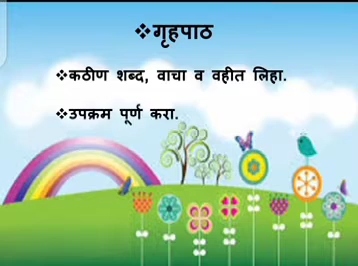 ❖गृहपाठ
❖कठीण शब्द, वाचा व वहीत लिहा.
❖उपक्रम पूर्ण करा.